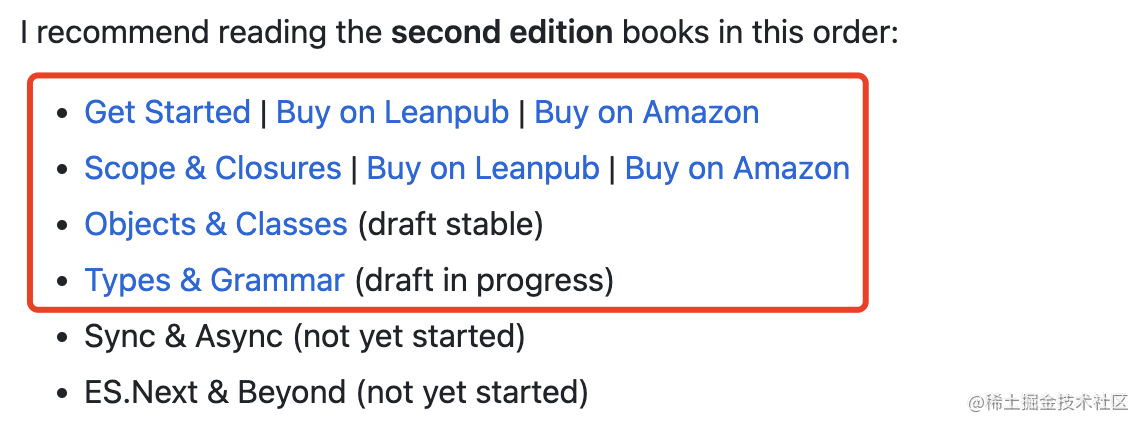 I recommend reading the second edition books in this order:
• Get Started | Buy on Leanpub | Buy on Amazon
• Scope & Closures | Buy on Leanpub | Buy on Amazon
• Objects & Classes (draft stable)
• Types & Grammar (draft in progress)
• Sync & Async (not yet started)
• ES.Next & Beyond (not yet started)
@稀土掘金技术社区